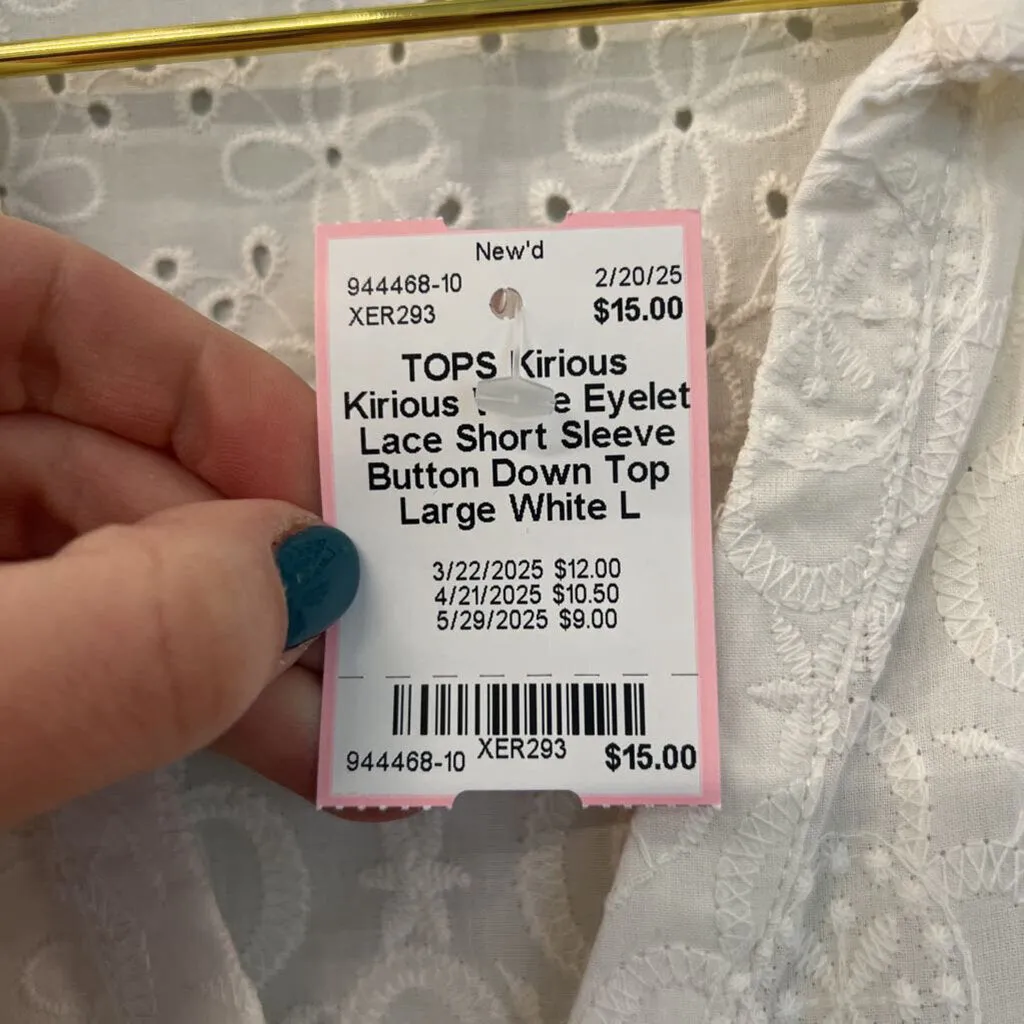 New'd
944468-10 2/20/25
XER293 $15.00
TOPS Kirious
Kirious Eyelet
Lace Short Sleeve
Button Down Top
Large White L
3/22/2025 $12.00
4/21/2025 $10.50
5/29/2025 $9.00
944468-10 XER293 $15.00